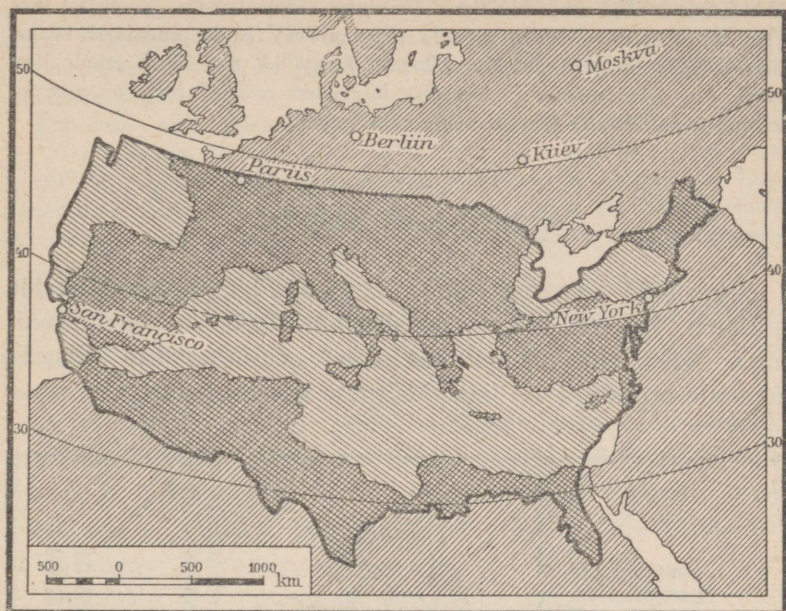 Moskva
50
50
Berliin
Kiiev
Pariis
40
40
San Francisco
New York
30
30
500 0 500 1000 km.